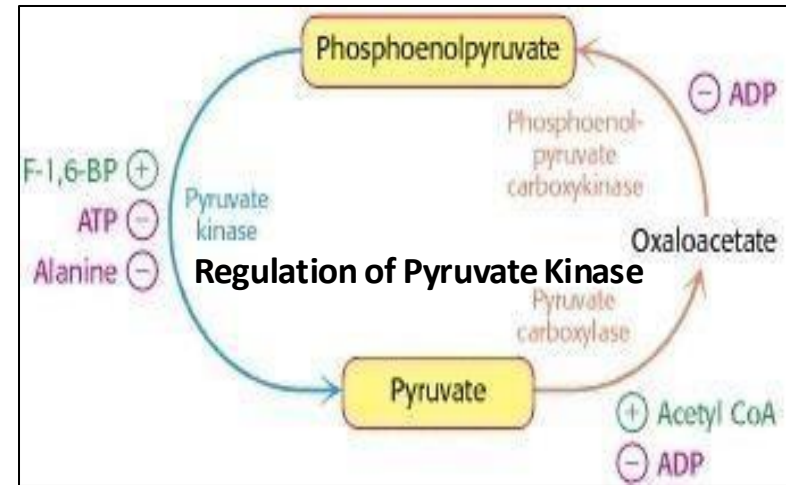 Phosphoenolpyruvate
⊖ ADP
Phosphoenol-
pyruvate
carboxykinase
F-1,6-BP ⊕
ATP ⊖
Alanine ⊖
Pyruvate
kinase
Oxaloacetate
Regulation of Pyruvate Kinase
Pyruvate
carboxylase
Pyruvate
⊕ Acetyl CoA
⊖ ADP